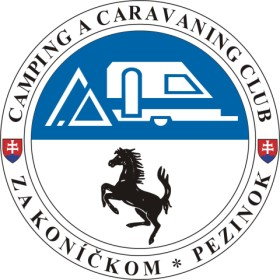 CAMPING A CARAVANING CLUB
ZA KONÍČKOM * PEZINOK